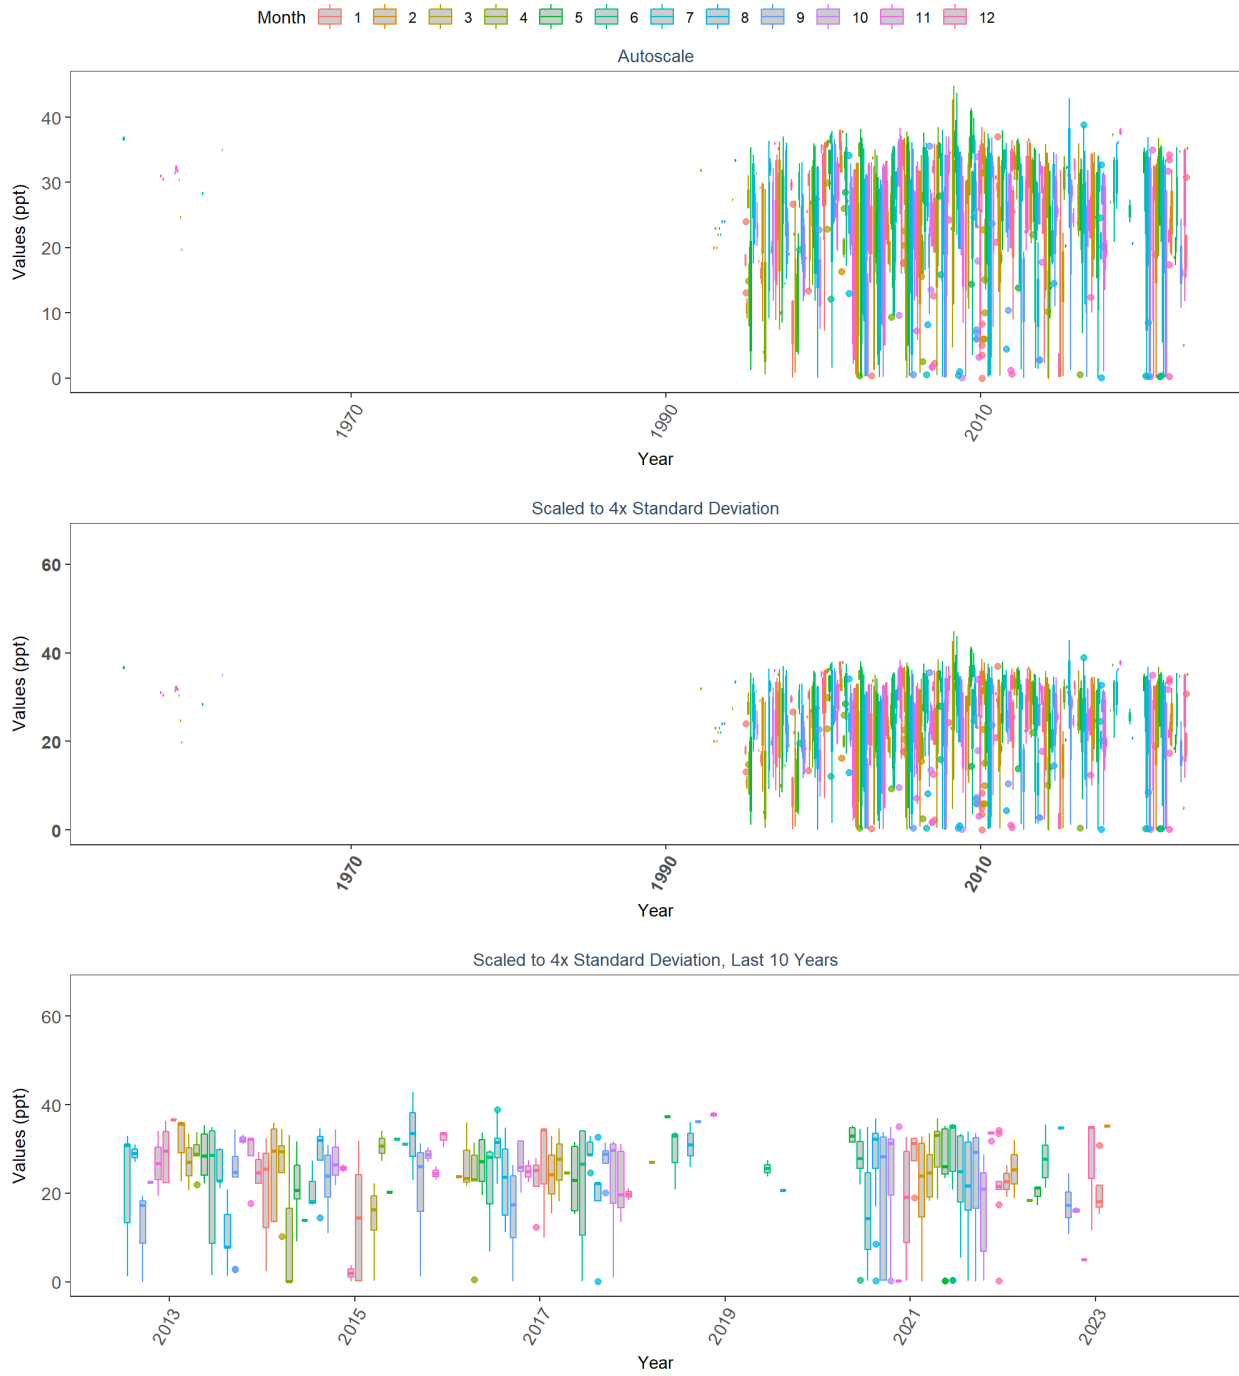 Month 1 2 3 4 5 6 7 8 9 10 11 12
Autoscale
Values (ppt)
40
30
20
10
0
1970 1990 2010
Year
Scaled to 4x Standard Deviation
Values (ppt)
60
40
20
0
1970 1990 2010
Year
Scaled to 4x Standard Deviation, Last 10 Years
Values (ppt)
60
40
20
0
2013 2015 2017 2019 2021 2023
Year